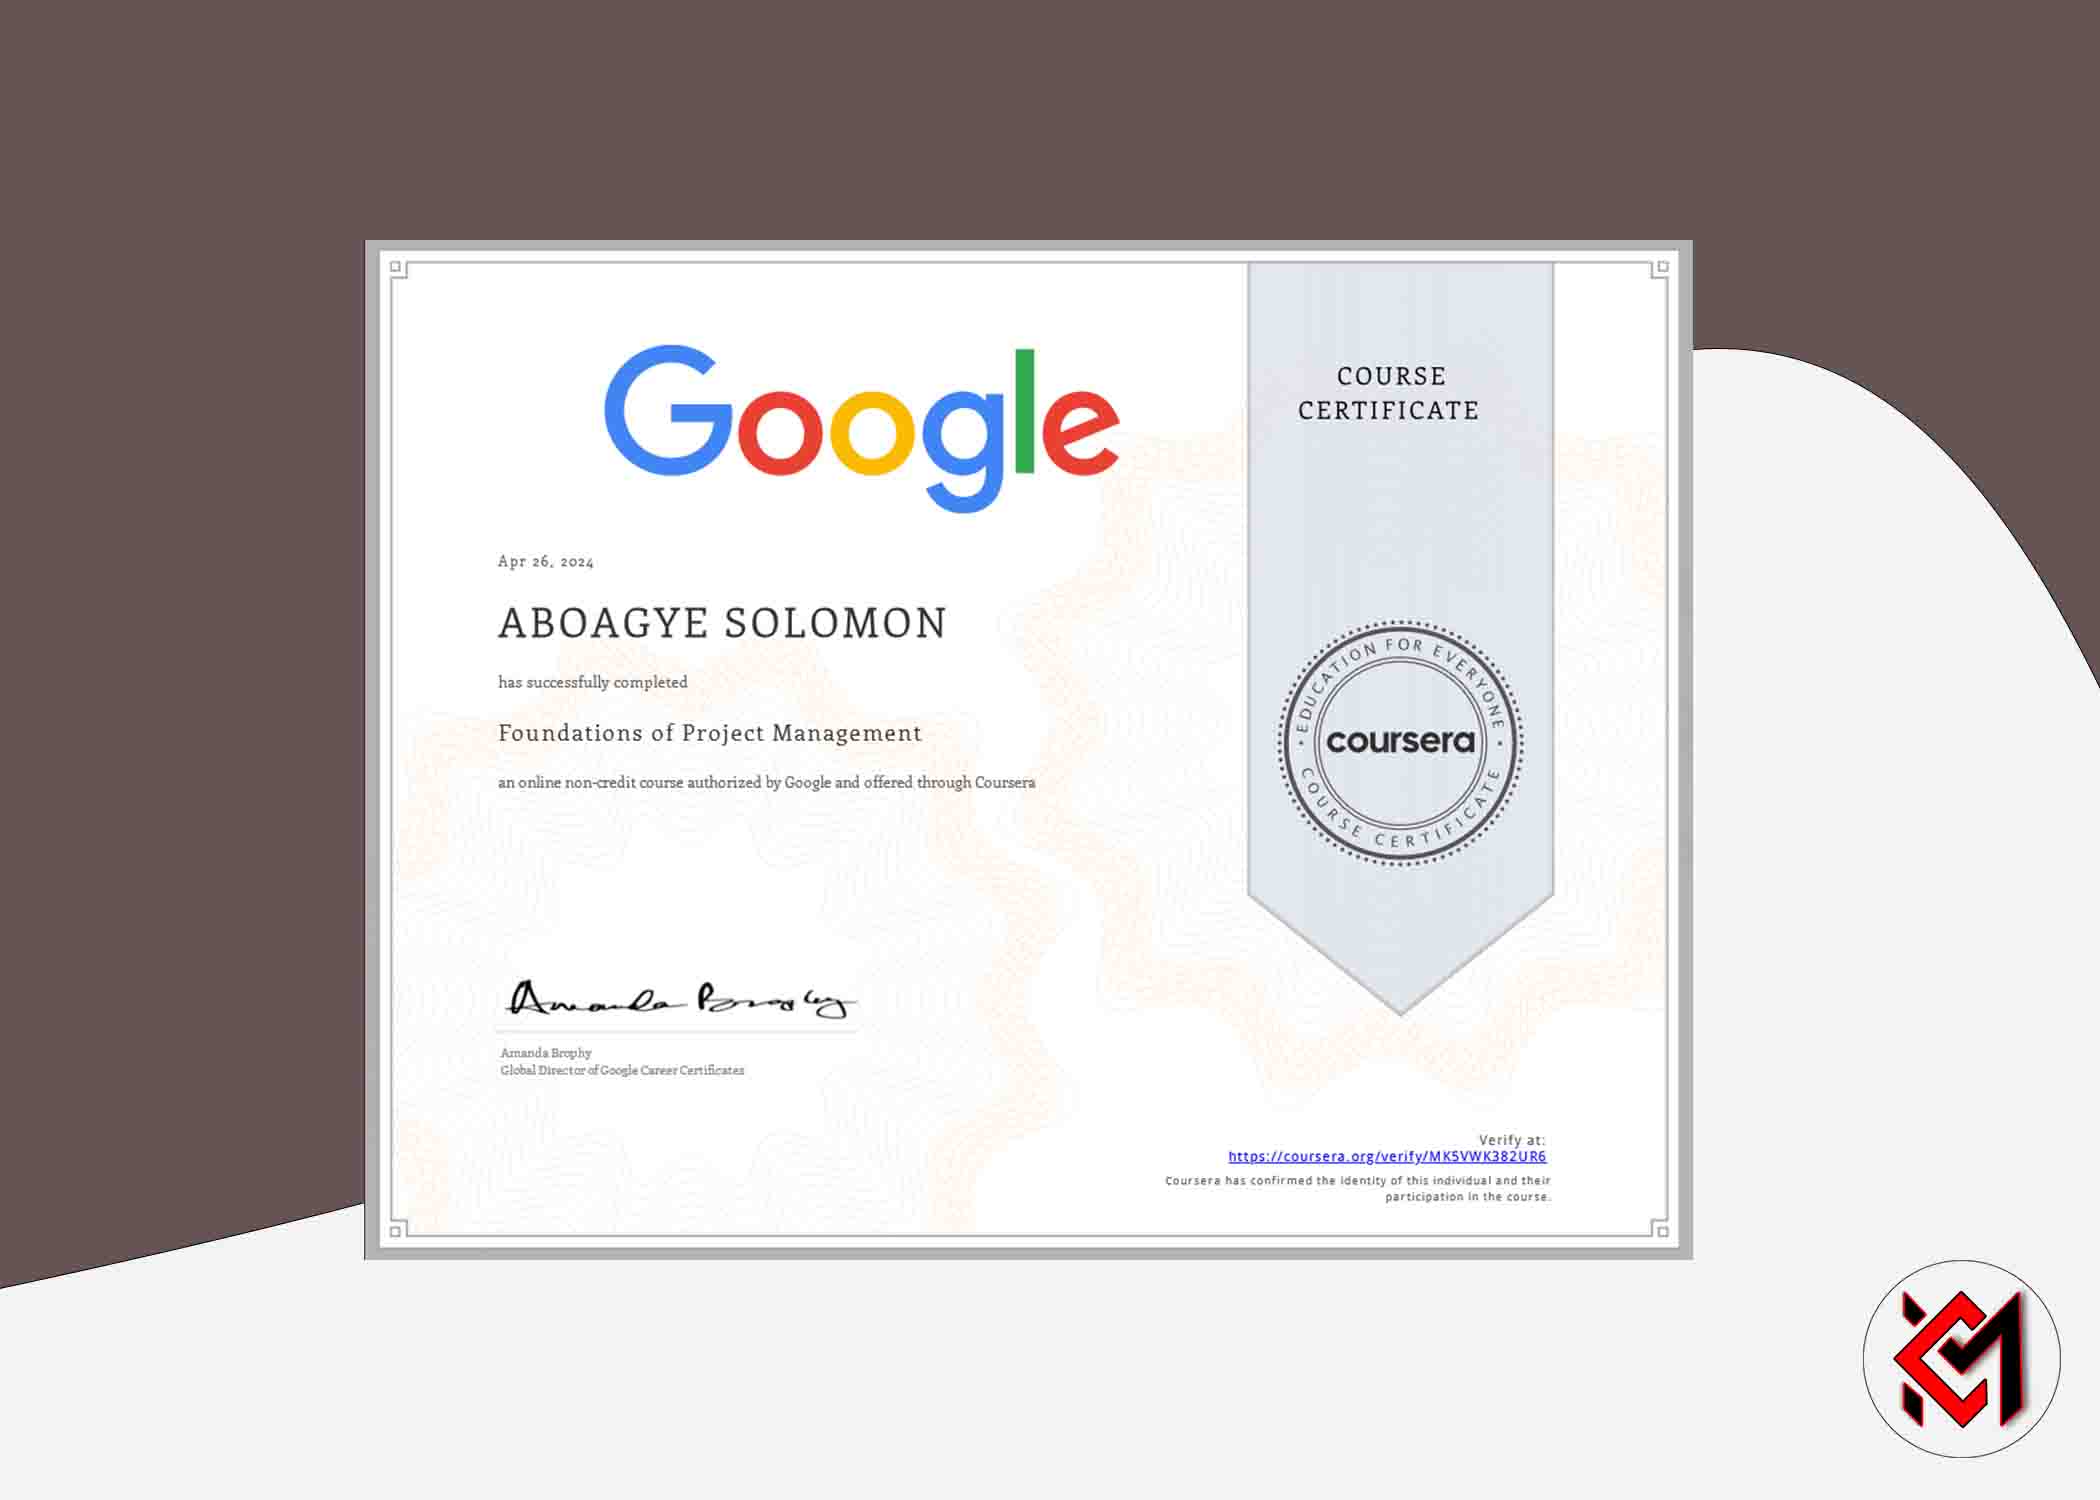 Google
COURSE
CERTIFICATE
Apr 26, 2024
ABOAGYE SOLOMON
has successfully completed
Foundations of Project Management
an online non-credit course authorized by Google and offered through Coursera
EDUCATION FOR EVERYONE
coursera
COURSE CERTIFICATE
Amanda Brophy
Amanda Brophy
Global Director of Google Career Certificates
Verify at:
https://coursera.org/verify/MK5VWK382UR6
Coursera has confirmed the identity of this individual and their
participation in the course.